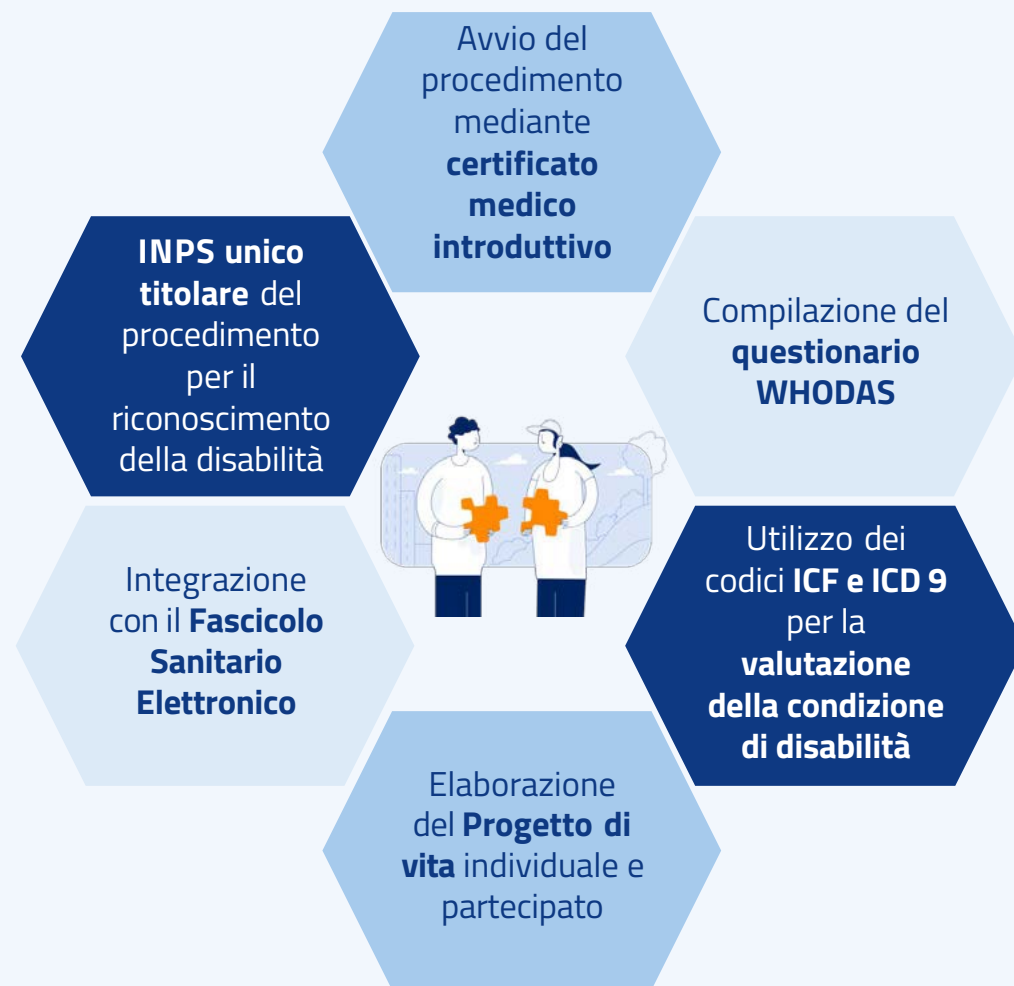 Avvio del
procedimento
mediante
certificato
medico
introduttivo
INPS unico
titolare del
procedimento
per il
riconoscimento
della disabilità
Compilazione del
questionario
WHODAS
Integrazione
con il Fascicolo
Sanitario
Elettronico
Utilizzo dei
codici ICF e ICD 9
per la
valutazione
della condizione
di disabilità
Elaborazione
del Progetto di
vita individuale e
partecipato